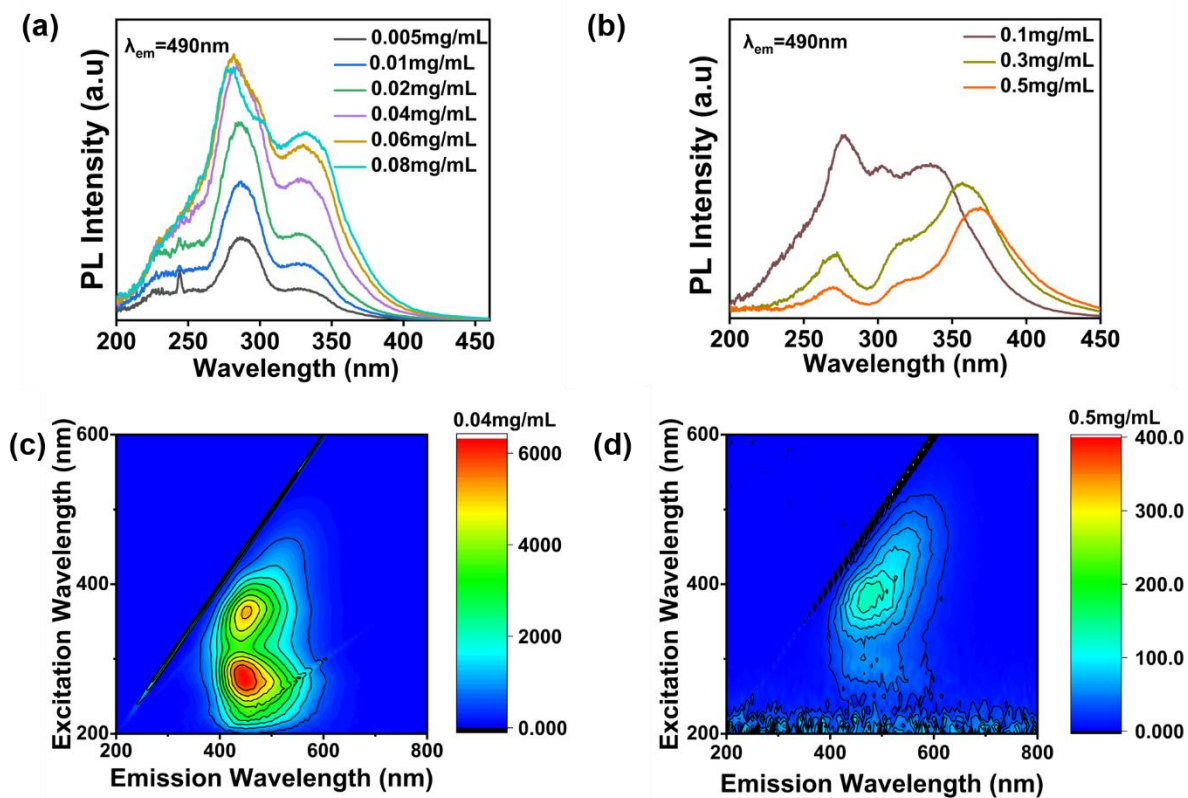 (a)
λem=490nm
0.005mg/mL
0.01mg/mL
0.02mg/mL
0.04mg/mL
0.06mg/mL
0.08mg/mL
PL Intensity (a.u)
200 250 300 350 400 450
Wavelength (nm)
(b)
λem=490nm
0.1mg/mL
0.3mg/mL
0.5mg/mL
PL Intensity (a.u)
200 250 300 350 400 450
Wavelength (nm)
(c)
0.04mg/mL
Excitation Wavelength (nm)
600
400
200
200 400 600 800
Emission Wavelength (nm)
6000
4000
2000
0.000
(d)
0.5mg/mL
Excitation Wavelength (nm)
600
400
200
200 400 600 800
Emission Wavelength (nm)
400.0
300.0
200.0
100.0
0.000